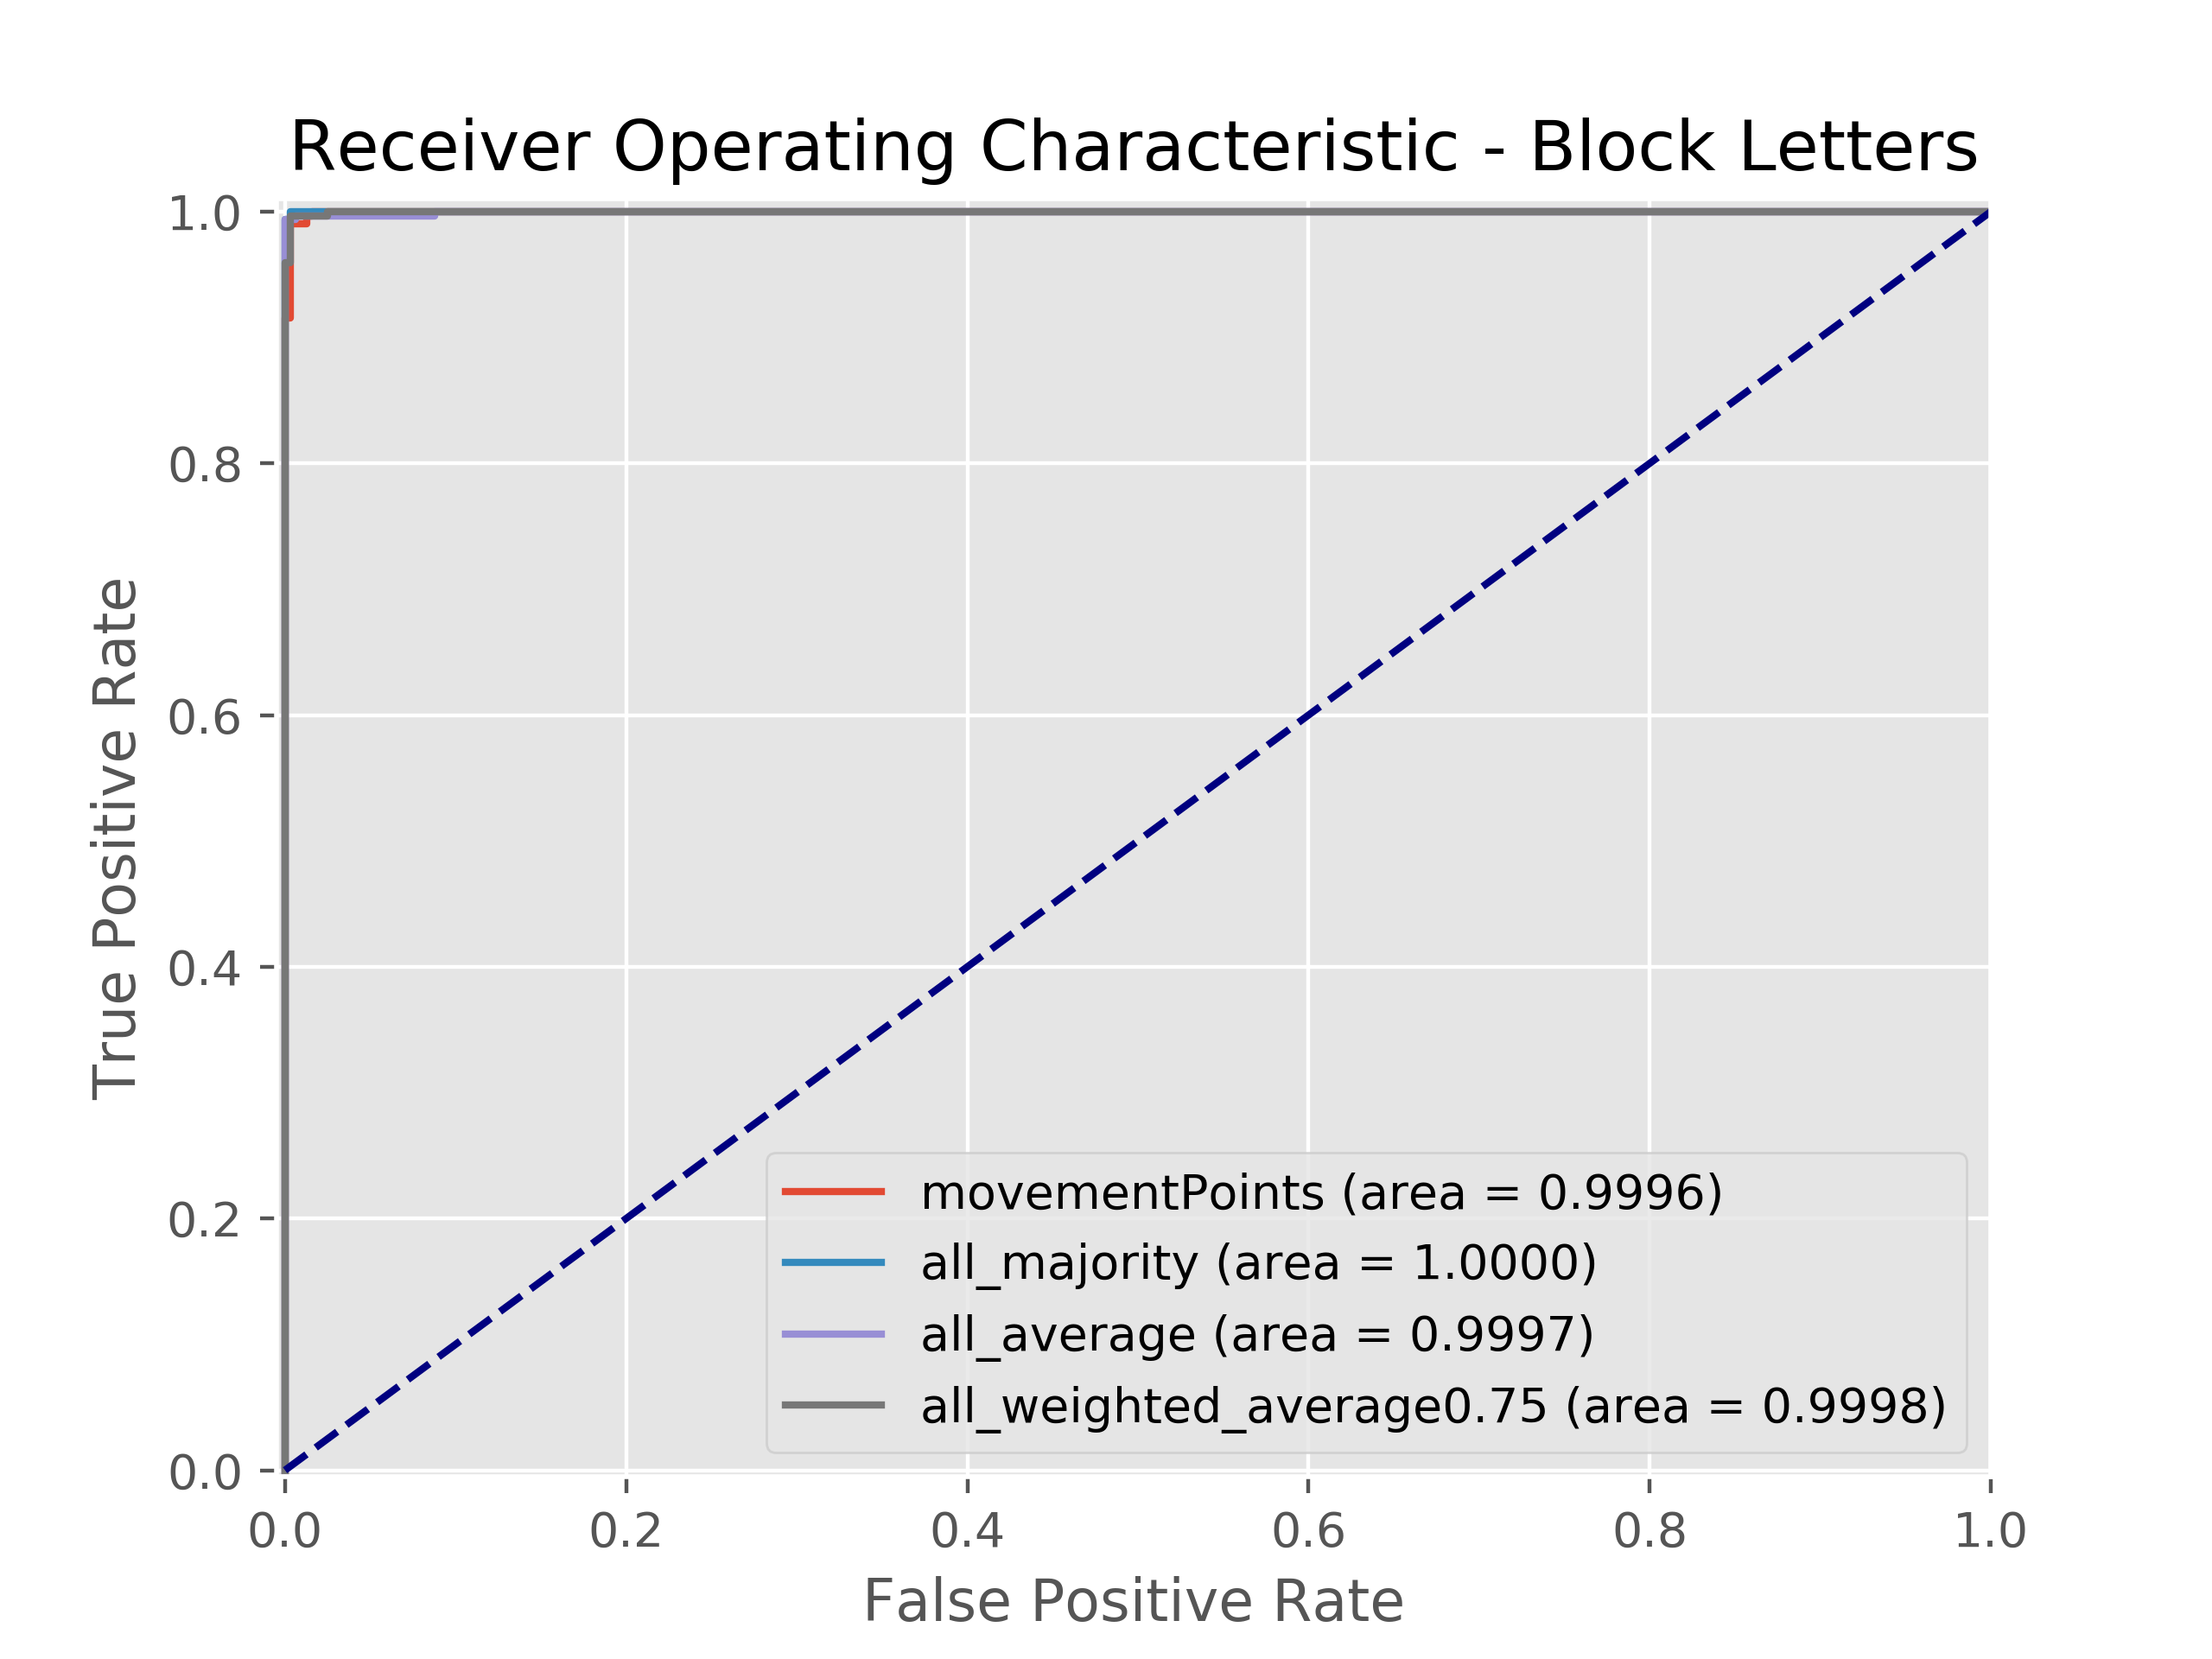 Receiver Operating Characteristic - Block Letters
1.0
0.8
0.6
0.4
0.2
0.0
True Positive Rate
movementPoints (area = 0.9996)
all_majority (area = 1.0000)
all_average (area = 0.9997)
all_weighted_average0.75 (area = 0.9998)
0.0 0.2 0.4 0.6 0.8 1.0
False Positive Rate